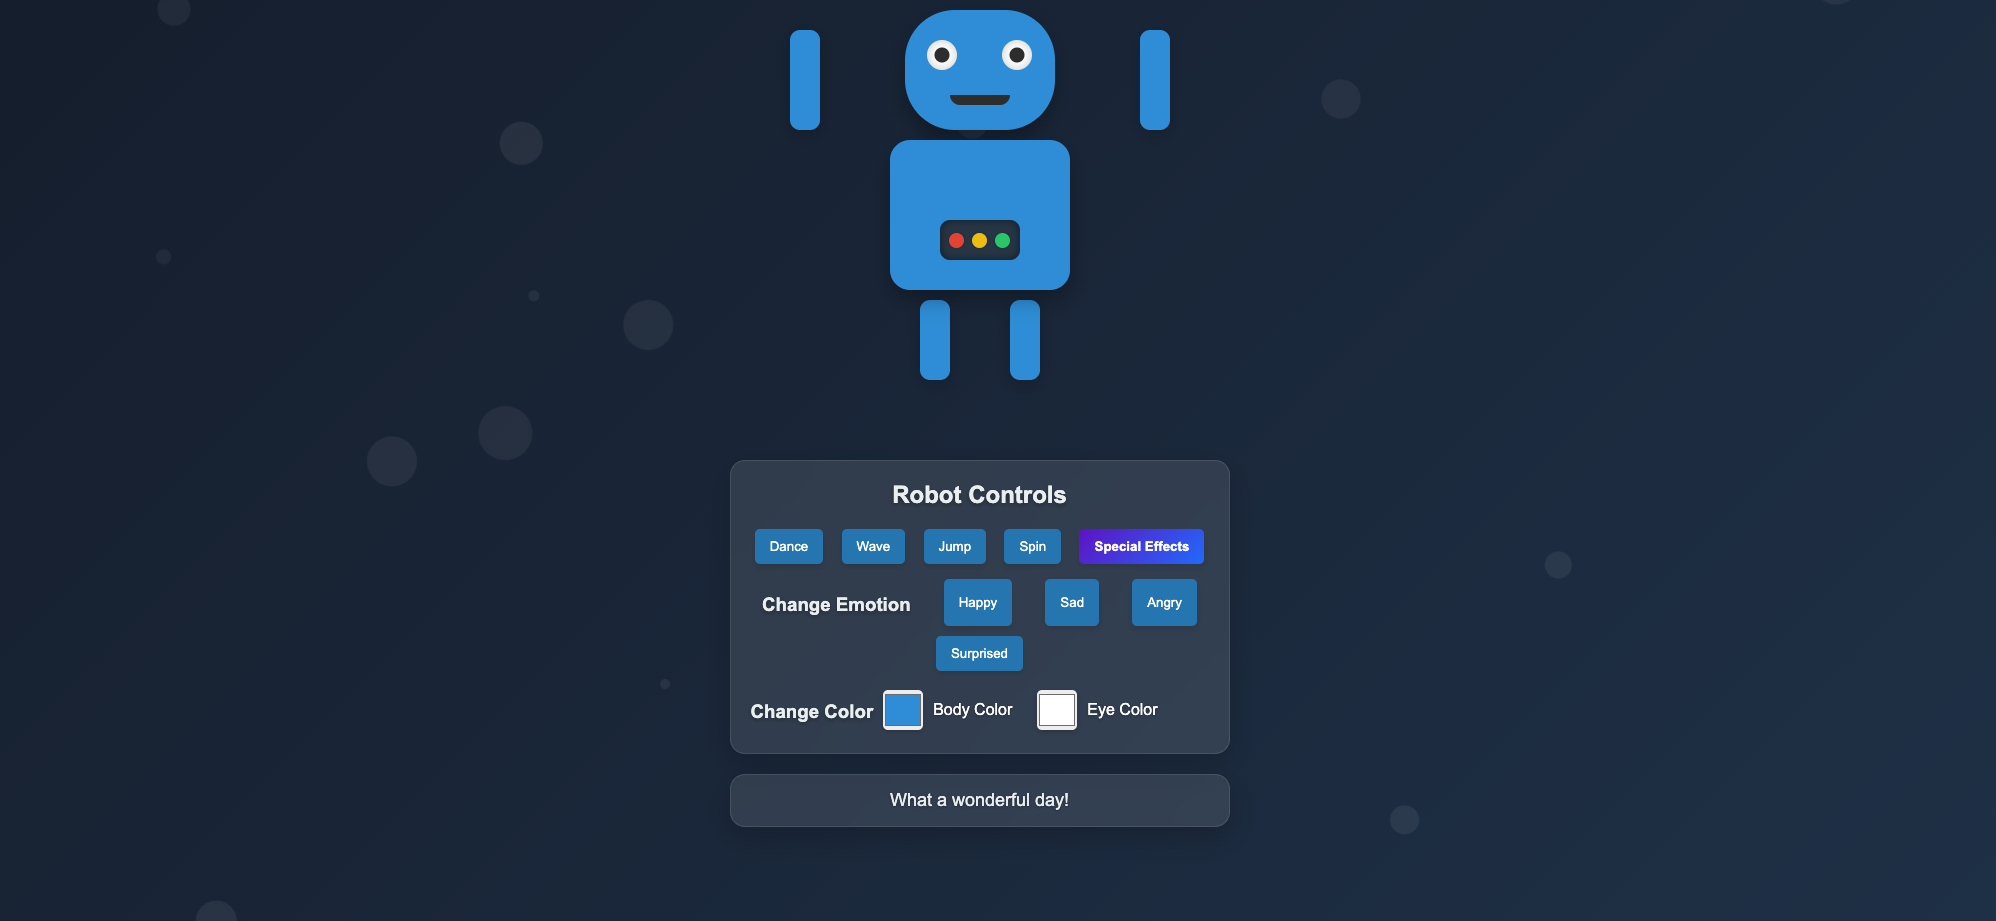 Robot Controls
Dance Wave Jump Spin Special Effects
Change Emotion Happy Sad Angry
Surprised
Change Color Body Color Eye Color
What a wonderful day!